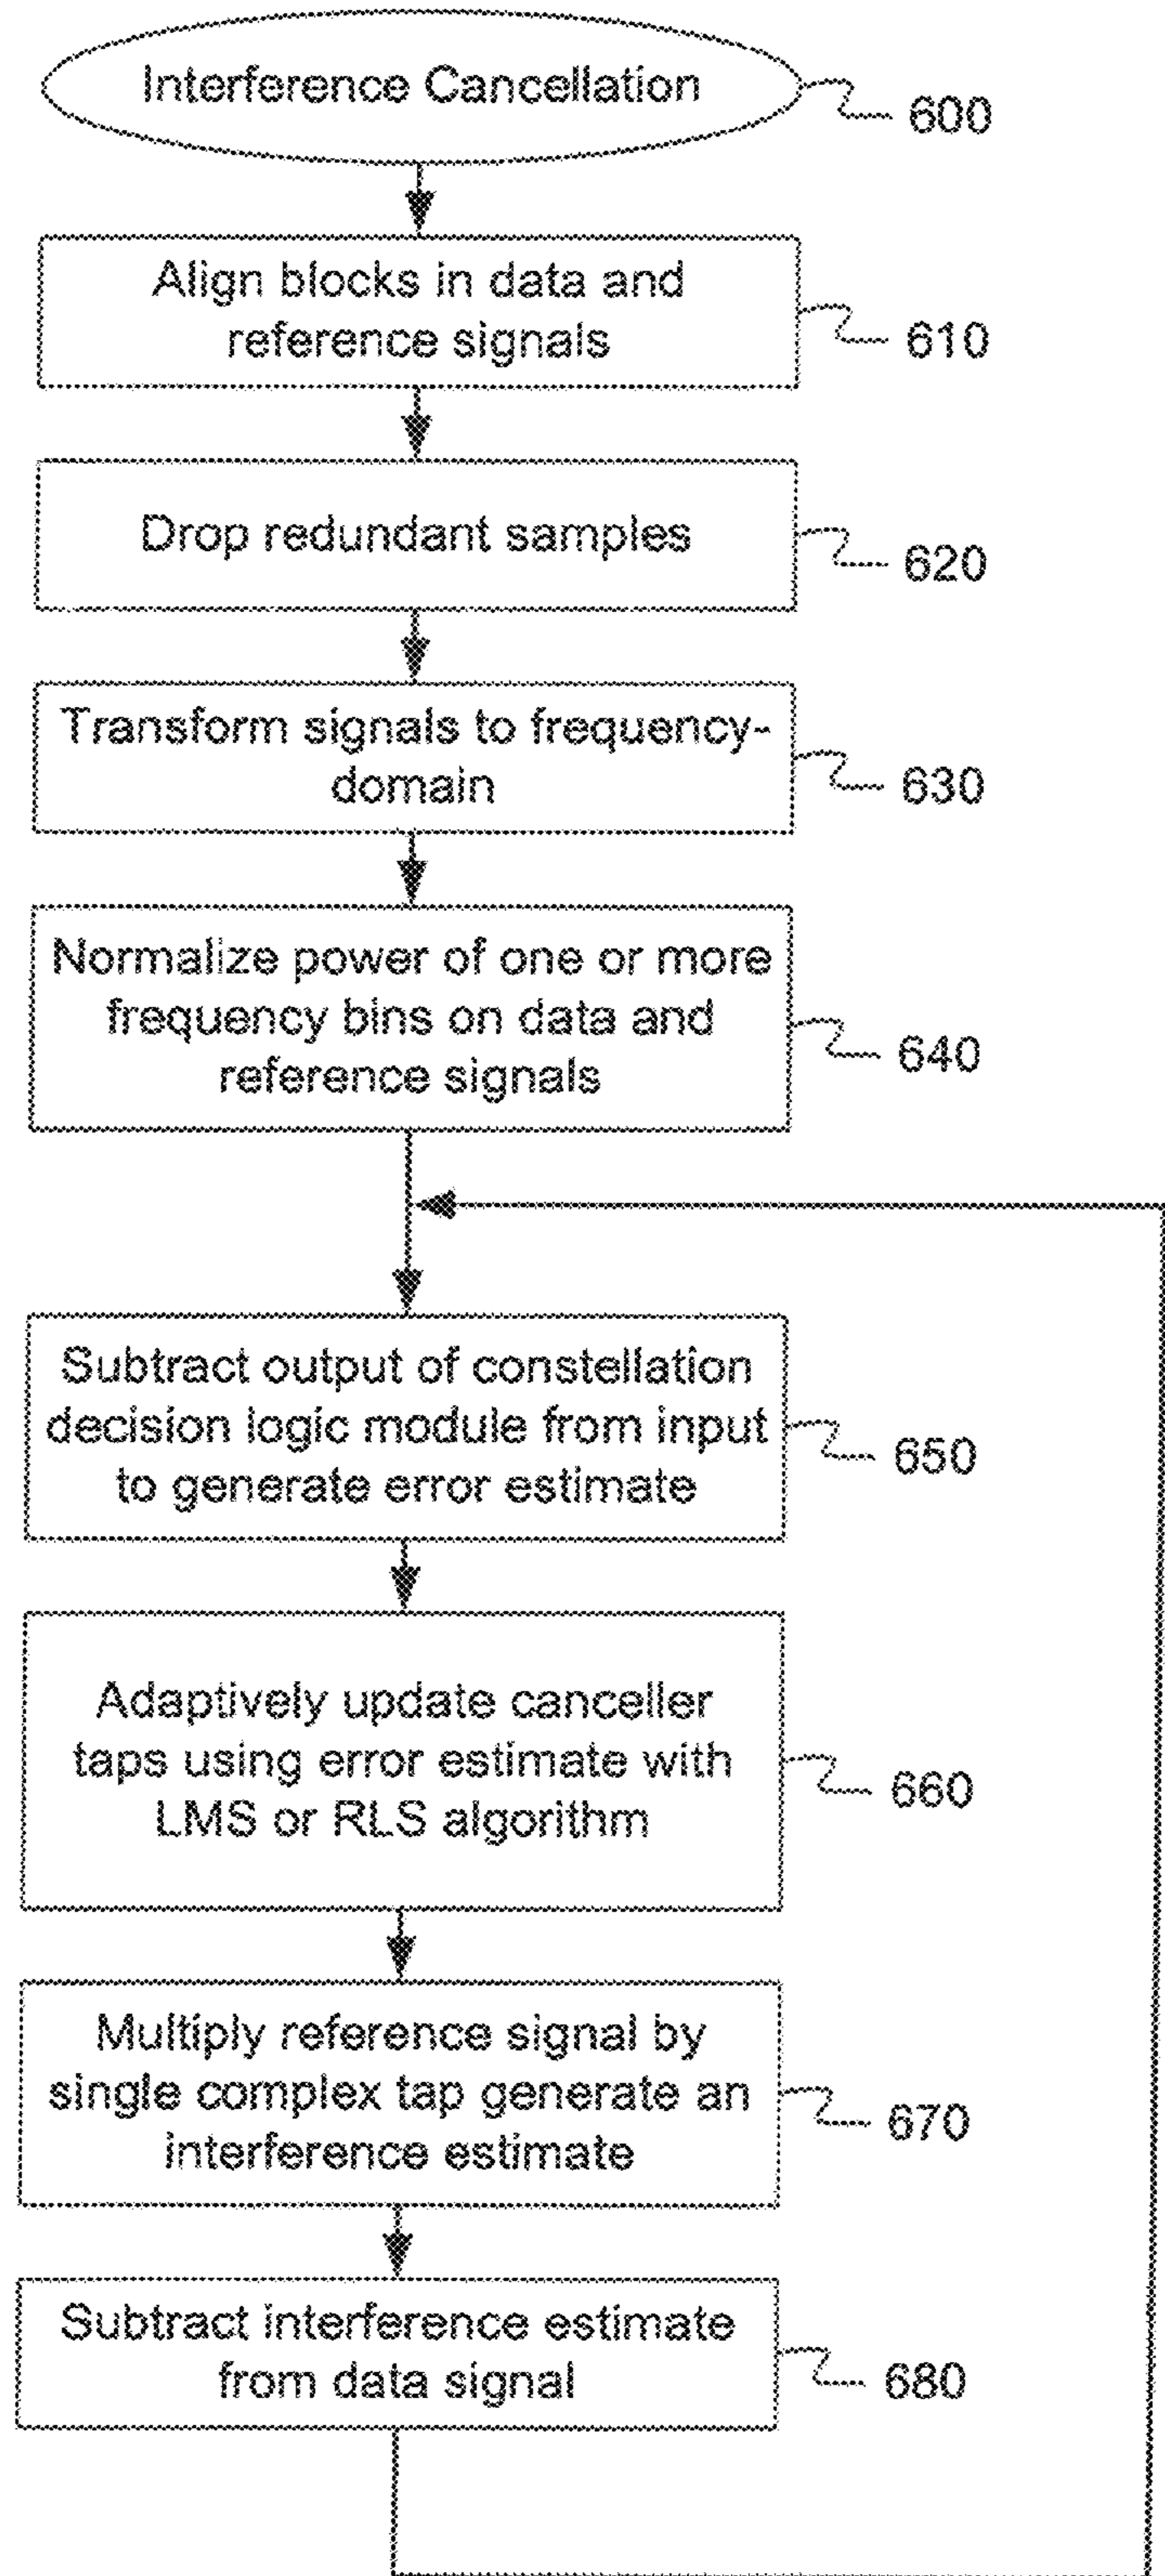 Interference Cancellation
600
Align blocks in data and
reference signals
610
Drop redundant samples
620
Transform signals to frequency-
domain
630
Normalize power of one or more
frequency bins on data and
reference signals
640
Subtract output of constellation
decision logic module from input
to generate error estimate
650
Adaptively update canceller
taps using error estimate with
LMS or RLS algorithm
660
Multiply reference signal by
single complex tap generate an
interference estimate
670
Subtract interference estimate
from data signal
680